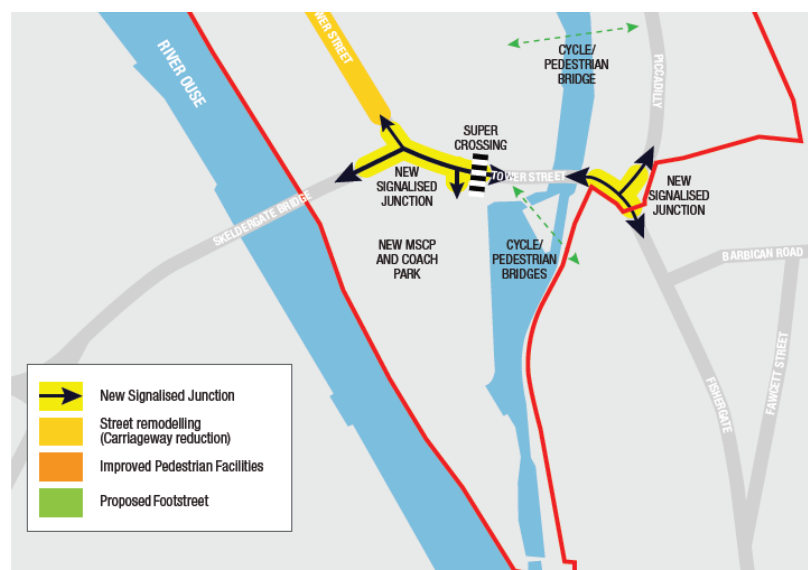 TOWER STREET
RIVER OUSE
CYCLE/
PEDESTRIAN
BRIDGE
PICCADILLY
SUPER
CROSSING
NEW
SIGNALISED
JUNCTION
TOWER STREET
NEW
SIGNALISED
JUNCTION
SKELDERGATE BRIDGE
NEW MSCP
AND COACH
PARK
CYCLE/
PEDESTRIAN
BRIDGES
BARBICAN ROAD
FISHERGATE
FAWCETT STREET
New Signalised Junction
Street remodelling
(Carriageway reduction)
Improved Pedestrian Facilities
Proposed Footstreet